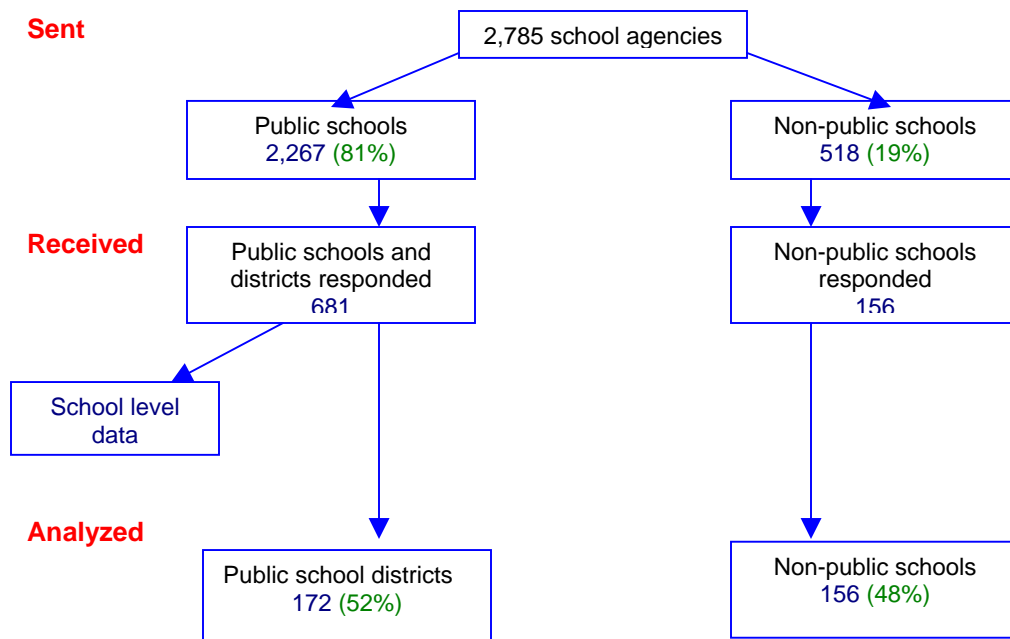 Sent
2,785 school agencies
Public schools
2,267 (81%)
Non-public schools
518 (19%)
Received
Public schools and
districts responded
681
Non-public schools
responded
156
School level
data
Analyzed
Public school districts
172 (52%)
Non-public schools
156 (48%)